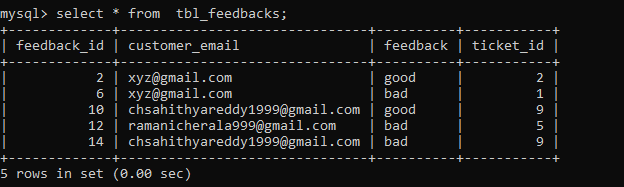 mysql> select * from  tbl_feedbacks;
+-------------+----------------------------+----------+-----------+
| feedback_id | customer_email             | feedback | ticket_id |
+-------------+----------------------------+----------+-----------+
|           2 | xyz@gmail.com              | good     |         2 |
|           6 | xyz@gmail.com              | bad      |         1 |
|          10 | chsahithyareddy1999@gmail.com | good     |         9 |
|          12 | ramanicherala999@gmail.com | bad      |         5 |
|          14 | chsahithyareddy1999@gmail.com | bad      |         9 |
+-------------+----------------------------+----------+-----------+
5 rows in set (0.00 sec)